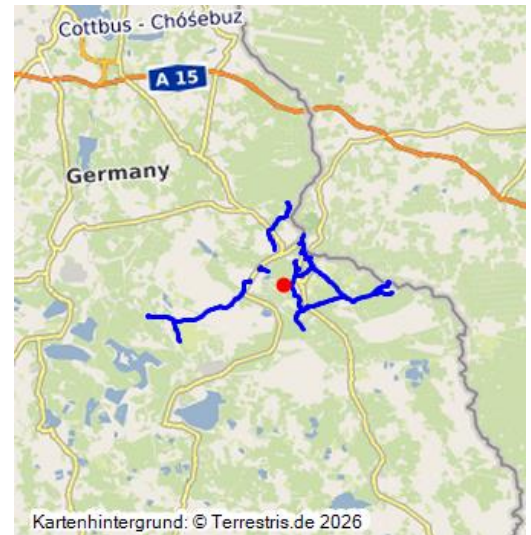 Cottbus - Chóśebuz
A 15
Germany
Kartenhintergrund: © Terrestris.de 2026